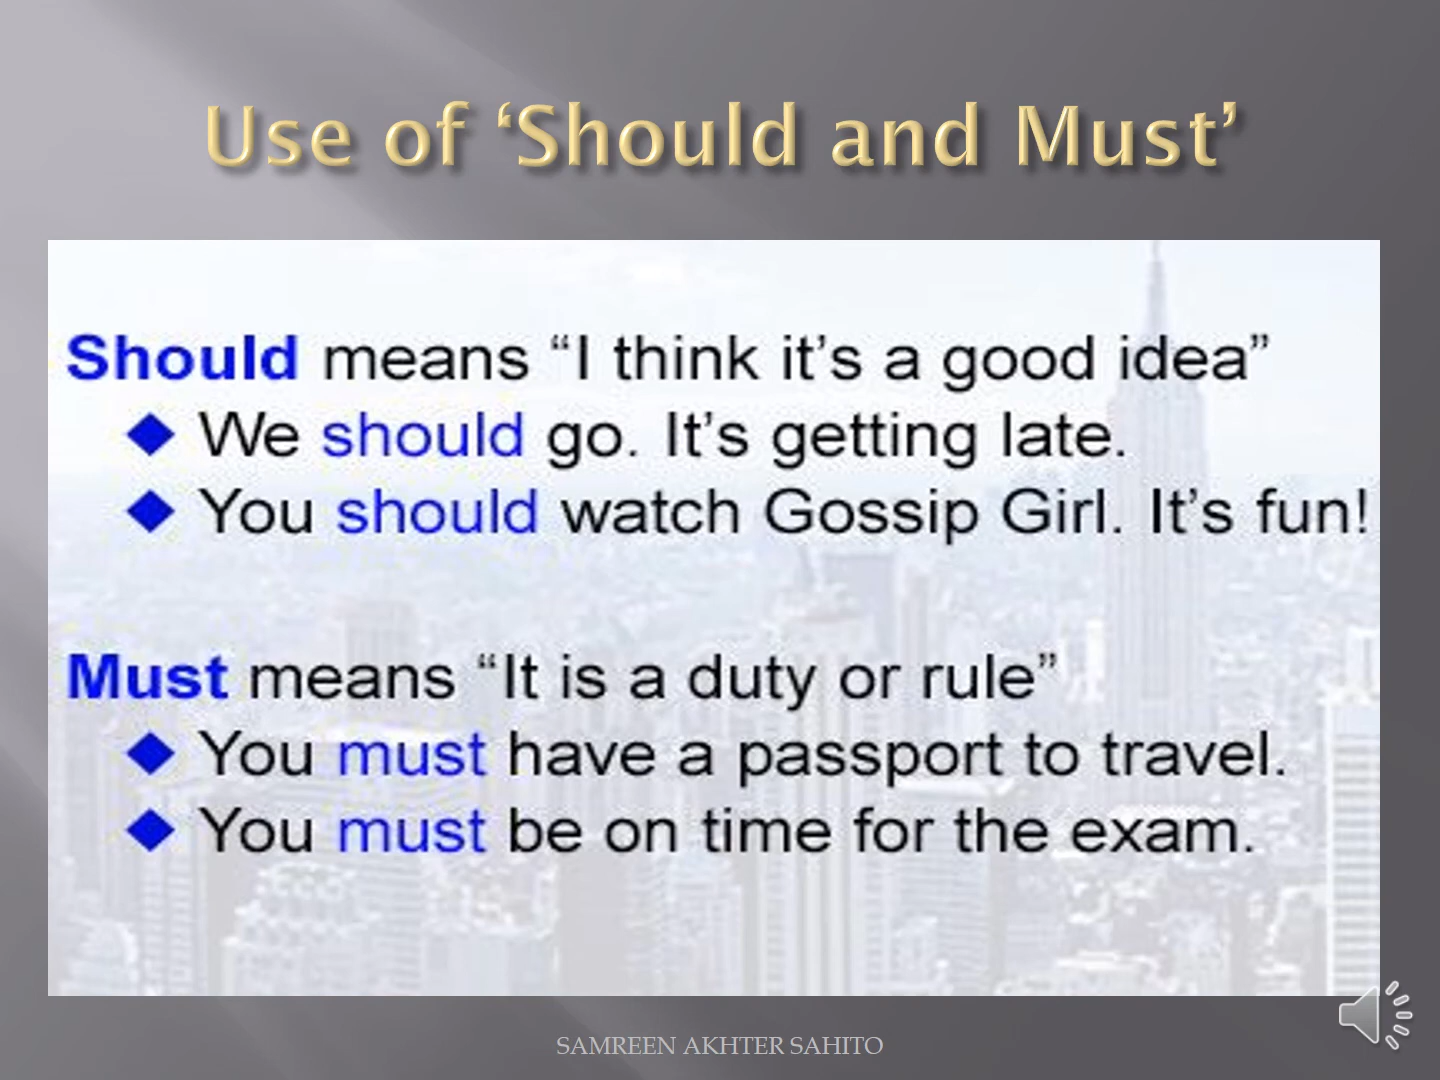 Use of ‘Should and Must’
Should means “I think it’s a good idea”
◆ We should go. It’s getting late.
◆ You should watch Gossip Girl. It’s fun!
Must means “It is a duty or rule”
◆ You must have a passport to travel.
◆ You must be on time for the exam.
SAMREEN AKHTER SAHITO